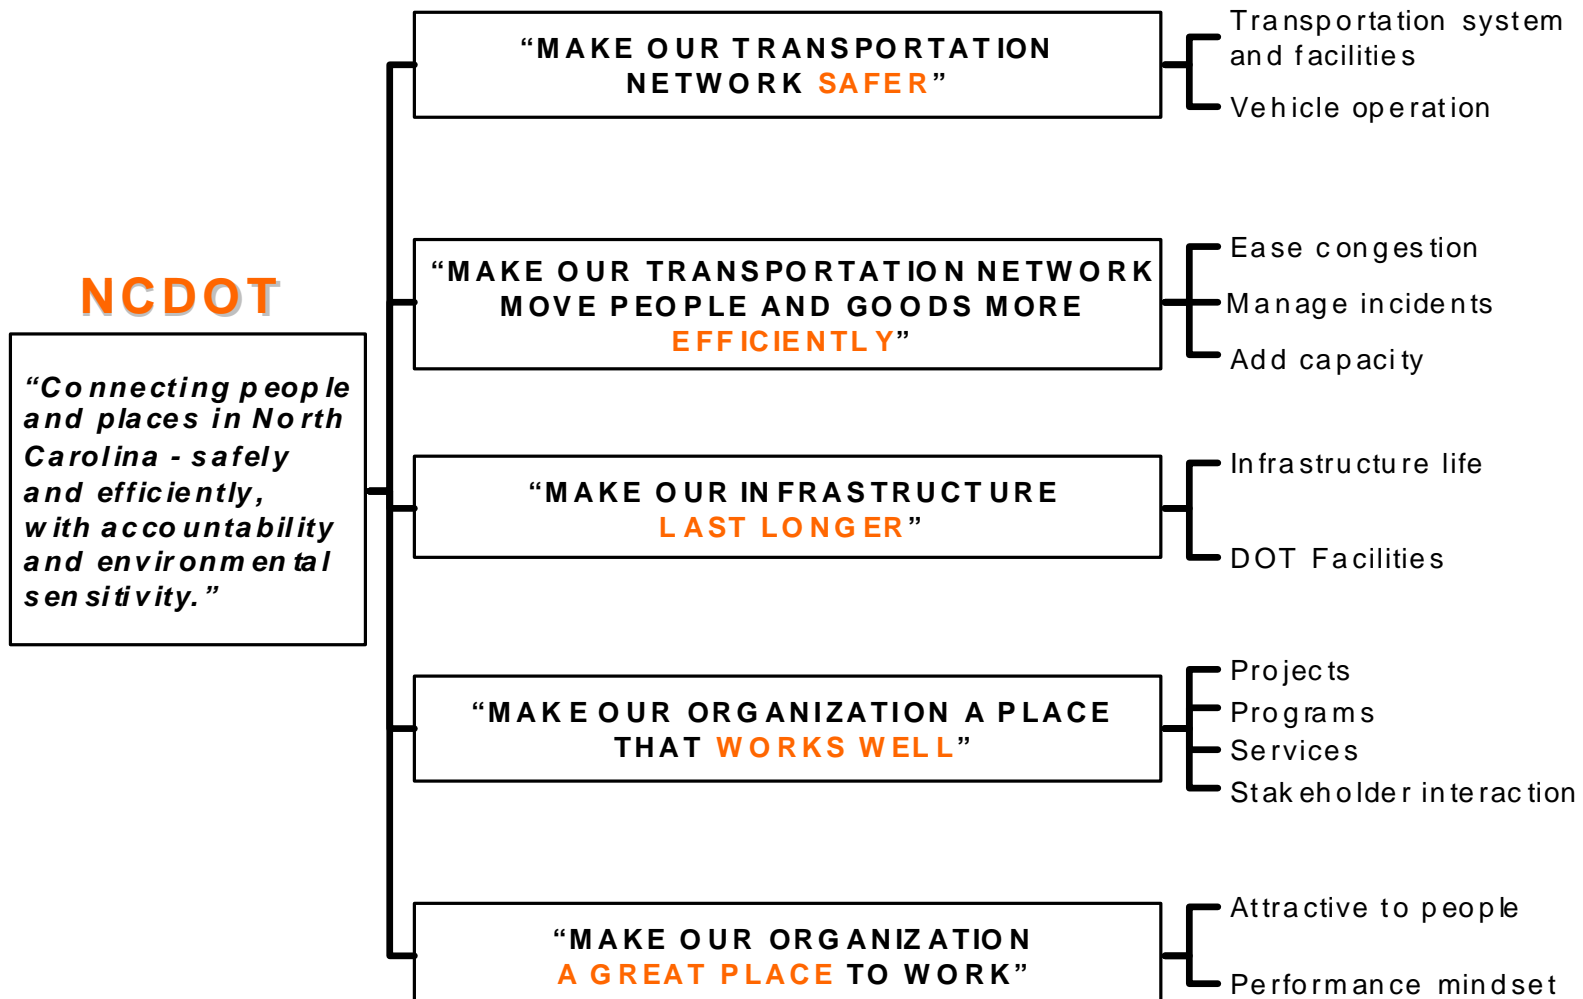 NCDOT
“Connecting people
and places in North
Carolina - safely
and efficiently,
with accountability
and environmental
sensitivity.”
“MAKE OUR TRANSPORTATION
NETWORK SAFER”
Transportation system
and facilities
Vehicle operation
“MAKE OUR TRANSPORTATION NETWORK
MOVE PEOPLE AND GOODS MORE
EFFICIENTLY”
Ease congestion
Manage incidents
Add capacity
“MAKE OUR INFRASTRUCTURE
LAST LONGER”
Infrastructure life
DOT Facilities
“MAKE OUR ORGANIZATION A PLACE
THAT WORKS WELL”
Projects
Programs
Services
Stakeholder interaction
“MAKE OUR ORGANIZATION
A GREAT PLACE TO WORK”
Attractive to people
Performance mindset